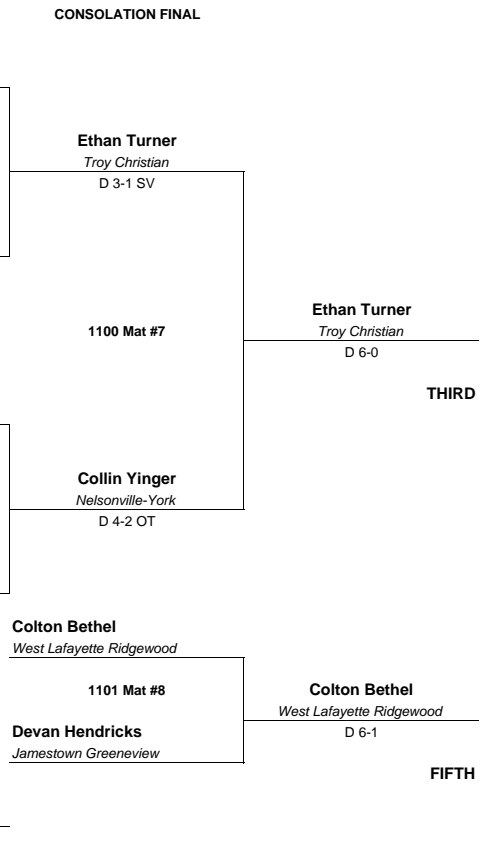 CONSOLATION FINAL
Ethan Turner
Troy Christian
D 3-1 SV
1100 Mat #7
Ethan Turner
Troy Christian
D 6-0
THIRD
Collin Yinger
Nelsonville-York
D 4-2 OT
Colton Bethel
West Lafayette Ridgewood
1101 Mat #8
Devan Hendricks
Jamestown Greeneview
Colton Bethel
West Lafayette Ridgewood
D 6-1
FIFTH